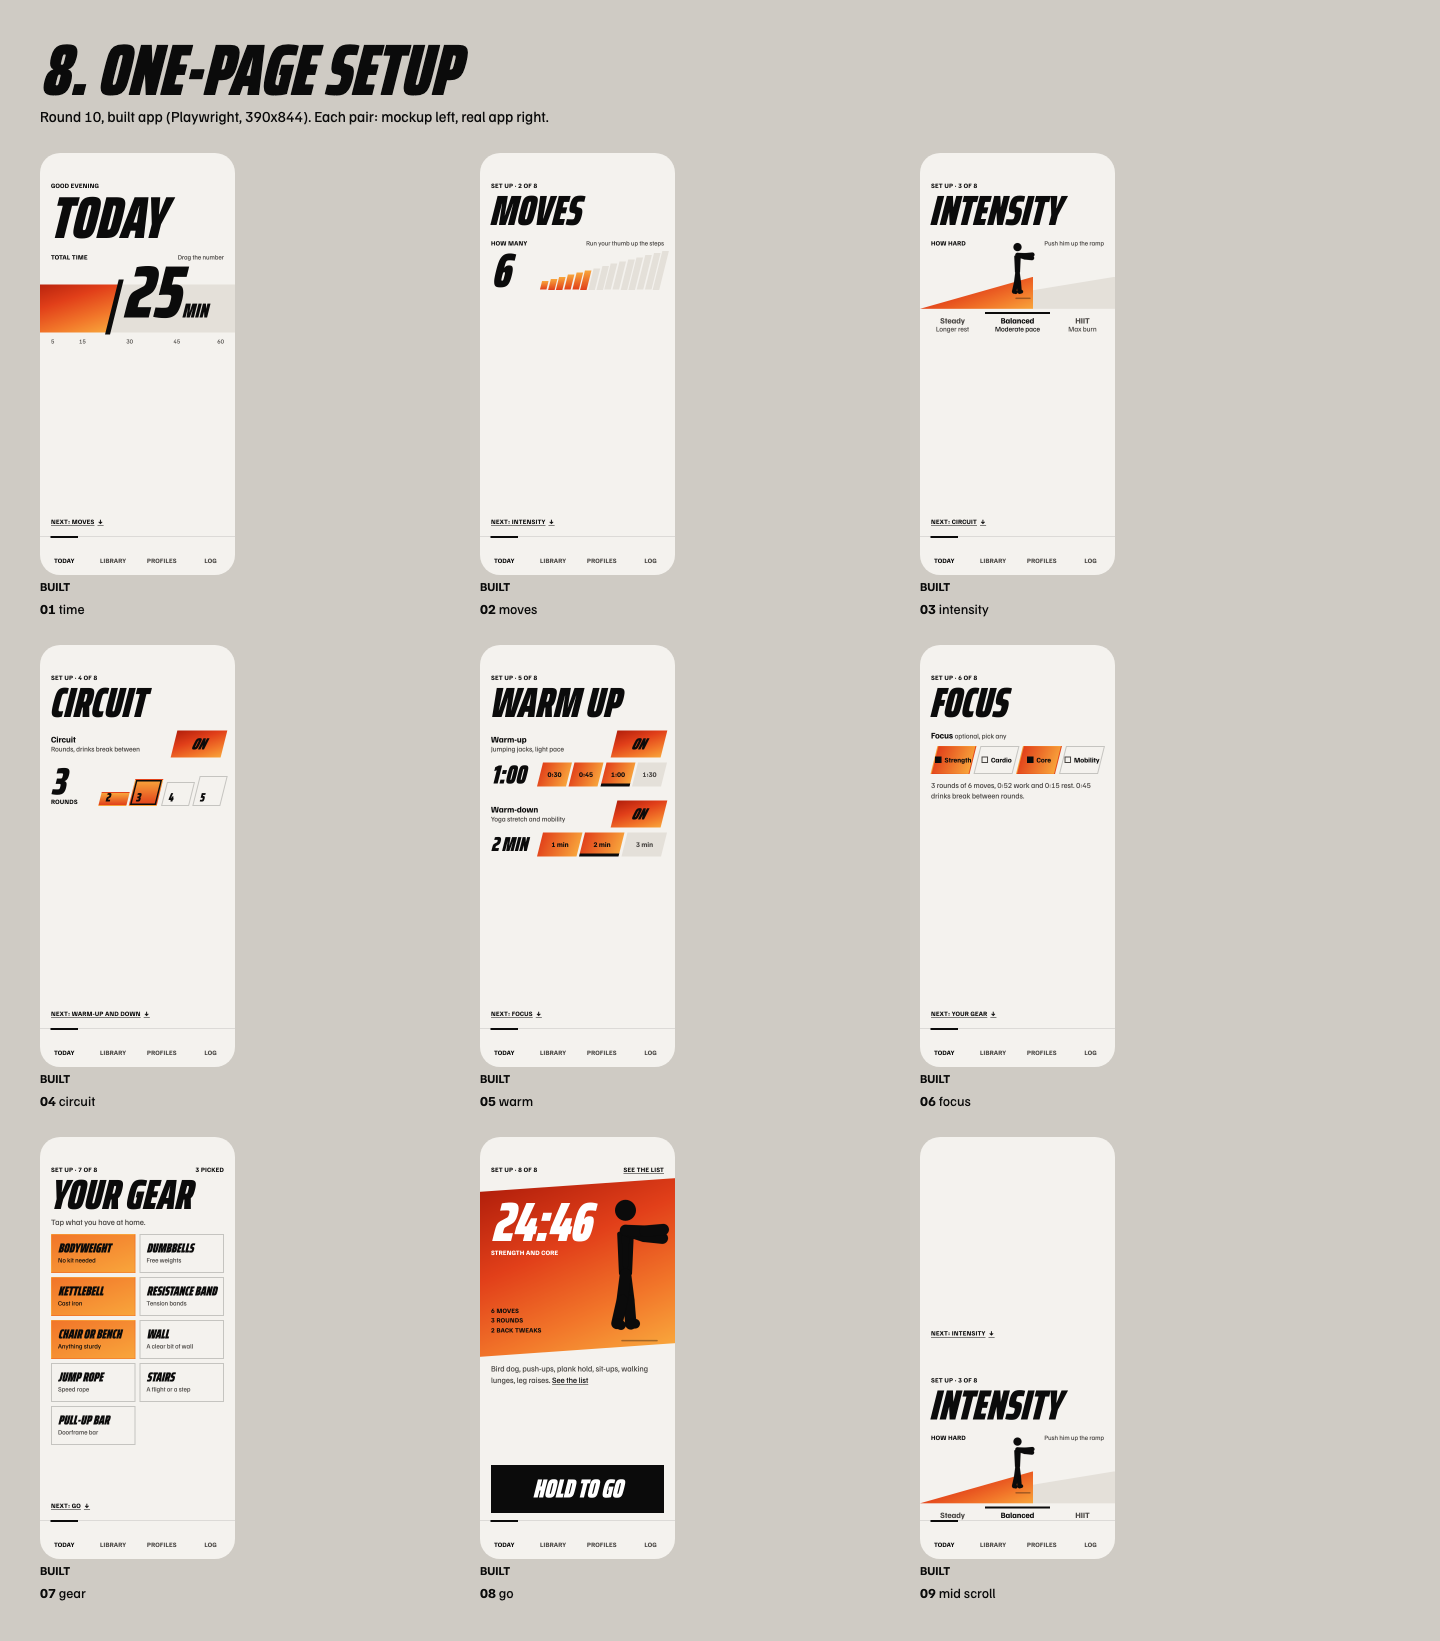 8. ONE-PAGE SETUP
Round 10, built app (Playwright, 390x844). Each pair: mockup left, real app right.
GOOD EVENING
TODAY
TOTAL TIME Drag the number
25 MIN
5 15 30 45 60
NEXT: MOVES ↓
TODAY LIBRARY PROFILES LOG
BUILT
01 time
SET UP · 2 OF 8
MOVES
HOW MANY Run your thumb up the steps
6
NEXT: INTENSITY ↓
TODAY LIBRARY PROFILES LOG
BUILT
02 moves
SET UP · 3 OF 8
INTENSITY
HOW HARD Push him up the ramp
Steady Balanced HIIT
Longer rest Moderate pace Max burn
NEXT: CIRCUIT ↓
TODAY LIBRARY PROFILES LOG
BUILT
03 intensity
SET UP · 4 OF 8
CIRCUIT
Circuit
Rounds, drinks break between
ON
3
ROUNDS
2 3 4 5
NEXT: WARM-UP AND DOWN ↓
TODAY LIBRARY PROFILES LOG
BUILT
04 circuit
SET UP · 5 OF 8
WARM UP
Warm-up
Jumping jacks, light pace
ON
1:00 0:30 0:45 1:00 1:30
Warm-down
Yoga stretch and mobility
ON
2 MIN 1 min 2 min 3 min
NEXT: FOCUS ↓
TODAY LIBRARY PROFILES LOG
BUILT
05 warm
SET UP · 6 OF 8
FOCUS
Focus optional, pick any
Strength Cardio Core Mobility
3 rounds of 6 moves, 0:52 work and 0:15 rest. 0:45
drinks break between rounds.
NEXT: YOUR GEAR ↓
TODAY LIBRARY PROFILES LOG
BUILT
06 focus
SET UP · 7 OF 8 3 PICKED
YOUR GEAR
Tap what you have at home.
BODYWEIGHT DUMBBELLS
No kit needed Free weights
KETTLEBELL RESISTANCE BAND
Cast iron Tension bands
CHAIR OR BENCH WALL
Anything sturdy A clear bit of wall
JUMP ROPE STAIRS
Speed rope A flight or a step
PULL-UP BAR
Doorframe bar
NEXT: GO ↓
TODAY LIBRARY PROFILES LOG
BUILT
07 gear
SET UP · 8 OF 8 SEE THE LIST
24:46
STRENGTH AND CORE
6 MOVES
3 ROUNDS
2 BACK TWEAKS
Bird dog, push-ups, plank hold, sit-ups, walking
lunges, leg raises. See the list
HOLD TO GO
TODAY LIBRARY PROFILES LOG
BUILT
08 go
NEXT: INTENSITY ↓
SET UP · 3 OF 8
INTENSITY
HOW HARD Push him up the ramp
Steady Balanced HIIT
TODAY LIBRARY PROFILES LOG
BUILT
09 mid scroll